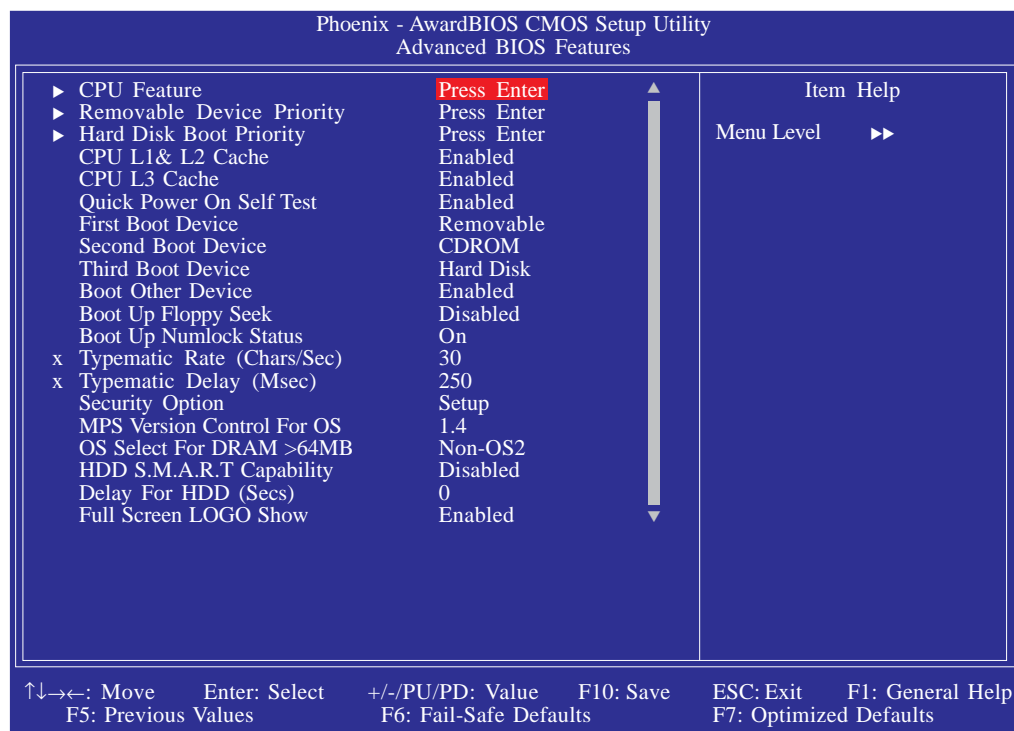 Phoenix - AwardBIOS CMOS Setup Utility
Advanced BIOS Features
▶ CPU Feature Press Enter
▶ Removable Device Priority Press Enter
▶ Hard Disk Boot Priority Press Enter
CPU L1& L2 Cache Enabled
CPU L3 Cache Enabled
Quick Power On Self Test Enabled
First Boot Device Removable
Second Boot Device CDROM
Third Boot Device Hard Disk
Boot Other Device Enabled
Boot Up Floppy Seek Disabled
Boot Up Numlock Status On
x Typematic Rate (Chars/Sec) 30
x Typematic Delay (Msec) 250
Security Option Setup
MPS Version Control For OS 1.4
OS Select For DRAM >64MB Non-OS2
HDD S.M.A.R.T Capability Disabled
Delay For HDD (Secs) 0
Full Screen LOGO Show Enabled
Item Help
Menu Level ▶▶
↑↓→←: Move Enter: Select +/-/PU/PD: Value F10: Save ESC: Exit F1: General Help
F5: Previous Values F6: Fail-Safe Defaults F7: Optimized Defaults